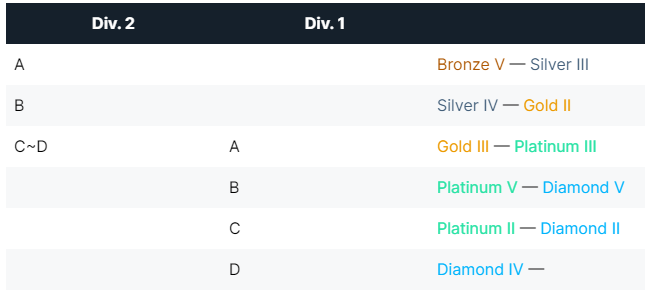 Div. 2 Div. 1
A Bronze V — Silver III
B Silver IV — Gold II
C~D A Gold III — Platinum III
B Platinum V — Diamond V
C Platinum II — Diamond II
D Diamond IV —